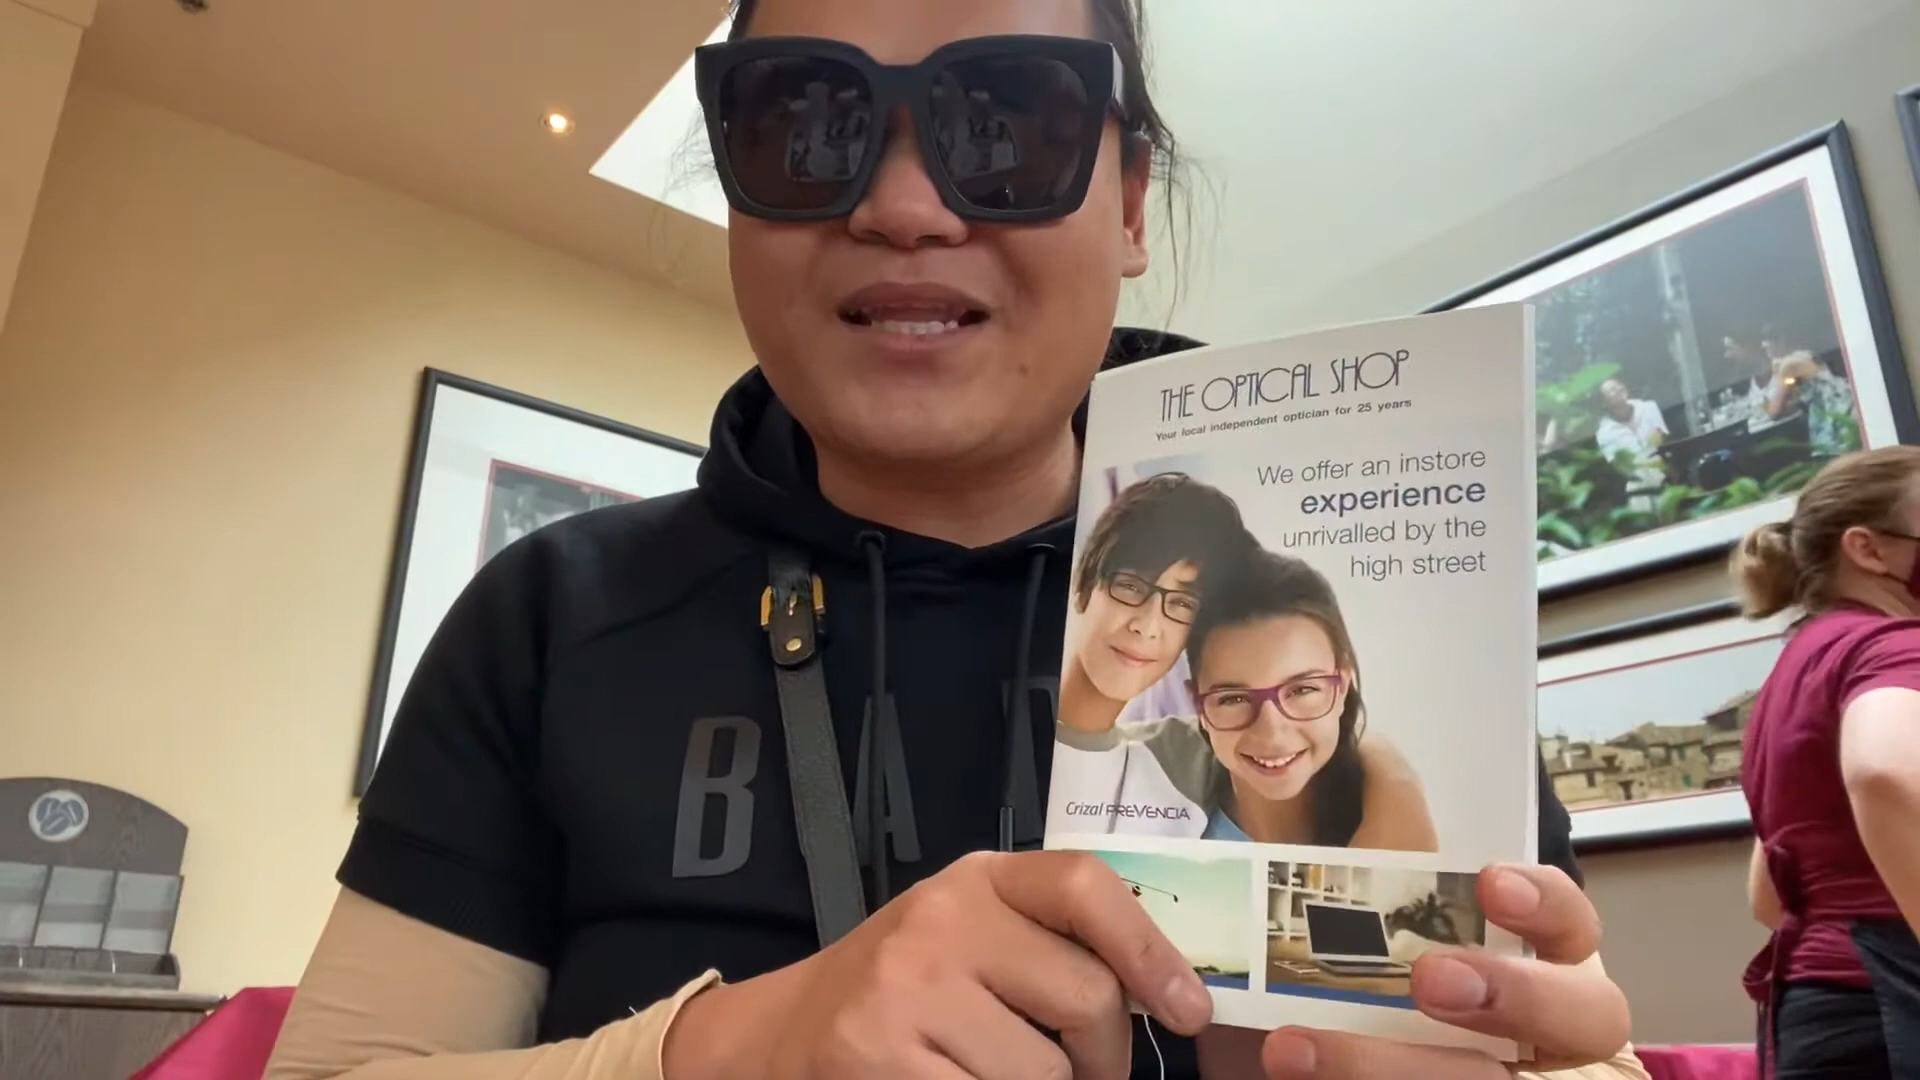 THE OPTICAL SHOP
Your local independent optician for 25 years
We offer an instore
experience
unrivalled by the
high street
Crizal PREVENCIA
BAD